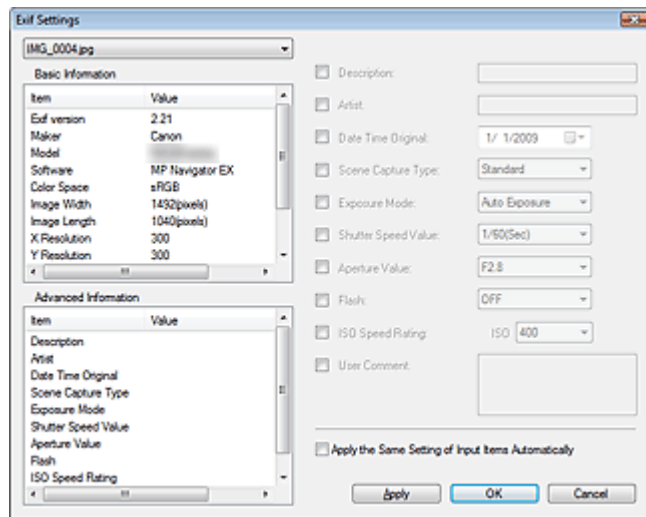 Exif Settings
IMG_0004.jpg
Basic Information
Item Value
Exif version 2.21
Maker Canon
Model
Software MP Navigator EX
Color Space sRGB
Image Width 1492(pixels)
Image Length 1040(pixels)
X Resolution 300
Y Resolution 300
Advanced Information
Item Value
Description
Artist
Date Time Original
Scene Capture Type
Exposure Mode
Shutter Speed Value
Aperture Value
Flash
ISO Speed Rating
Description:
Artist:
Date Time Original: 1/ 1/2009
Scene Capture Type: Standard
Exposure Mode: Auto Exposure
Shutter Speed Value: 1/60(Sec)
Aperture Value: F2.8
Flash: OFF
ISO Speed Rating: ISO 400
User Comment:
Apply the Same Setting of Input Items Automatically
Apply OK Cancel